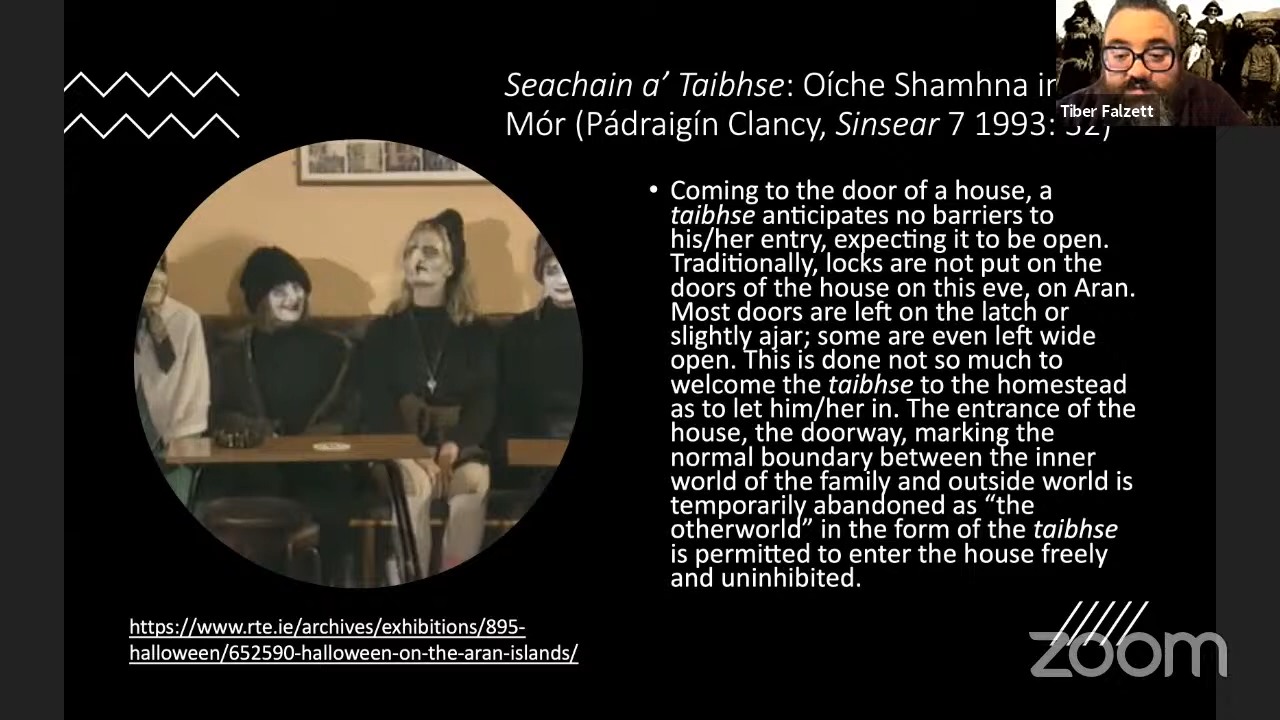 Seachain a’ Taibhse: Oíche Shamhna
Mór (Pádraigín Clancy, Sinsear 7 1993:
Tiber Falzett
• Coming to the door of a house, a
taibhse anticipates no barriers to
his/her entry, expecting it to be open.
Traditionally, locks are not put on the
doors of the house on this eve, on Aran.
Most doors are left on the latch or
slightly ajar; some are even left wide
open. This is done not so much to
welcome the taibhse to the homestead
as to let him/her in. The entrance of the
house, the doorway, marking the
normal boundary between the inner
world of the family and outside world is
temporarily abandoned as “the
otherworld” in the form of the taibhse
is permitted to enter the house freely
and uninhibited.
https://www.rte.ie/archives/exhibitions/895-
halloween/652590-halloween-on-the-aran-islands/
zoom